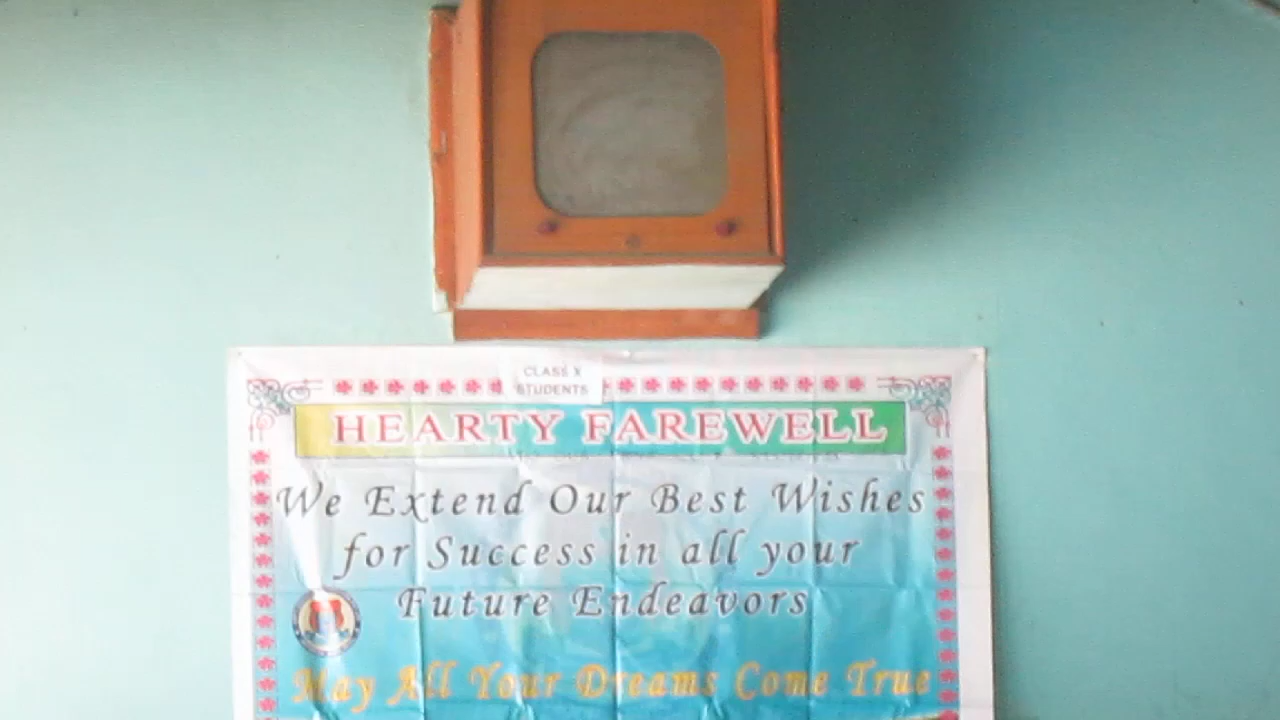 CLASS X
STUDENTS
HEARTY FAREWELL
We Extend Our Best Wishes
for Success in all your
Future Endeavors
May All Your Dreams Come True